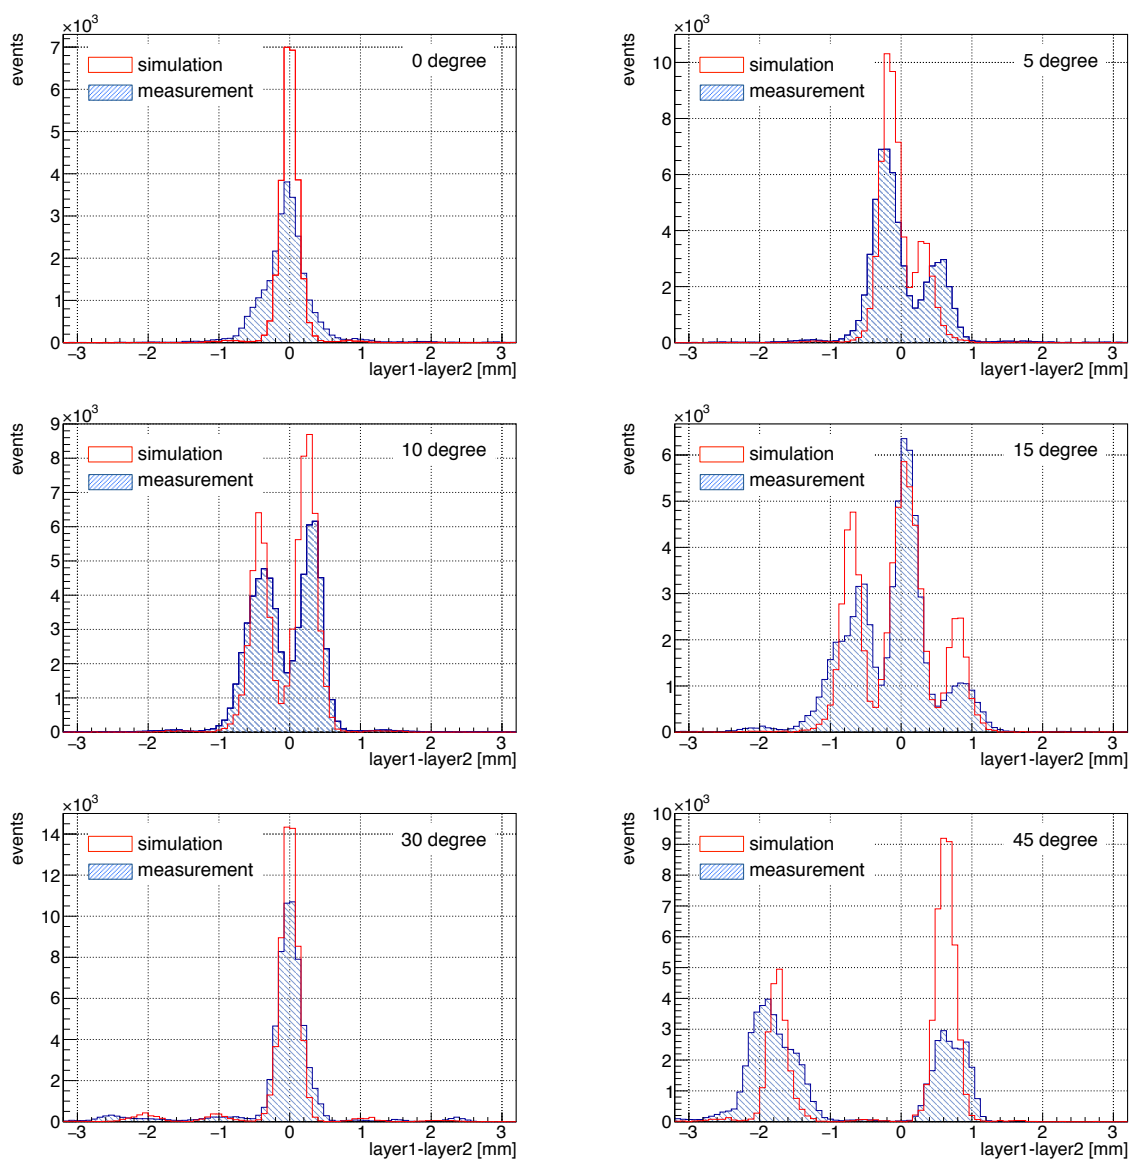 ×10³
events
7
6
5
4
3
2
1
0
simulation
measurement
0 degree
−3 −2 −1 0 1 2 3
layer1-layer2 [mm]
×10³
events
10
8
6
4
2
0
simulation
measurement
5 degree
−3 −2 −1 0 1 2 3
layer1-layer2 [mm]
×10³
events
9
8
7
6
5
4
3
2
1
0
simulation
measurement
10 degree
−3 −2 −1 0 1 2 3
layer1-layer2 [mm]
×10³
events
6
5
4
3
2
1
0
simulation
measurement
15 degree
−3 −2 −1 0 1 2 3
layer1-layer2 [mm]
×10³
events
14
12
10
8
6
4
2
0
simulation
measurement
30 degree
−3 −2 −1 0 1 2 3
layer1-layer2 [mm]
×10³
events
10
9
8
7
6
5
4
3
2
1
0
simulation
measurement
45 degree
−3 −2 −1 0 1 2 3
layer1-layer2 [mm]